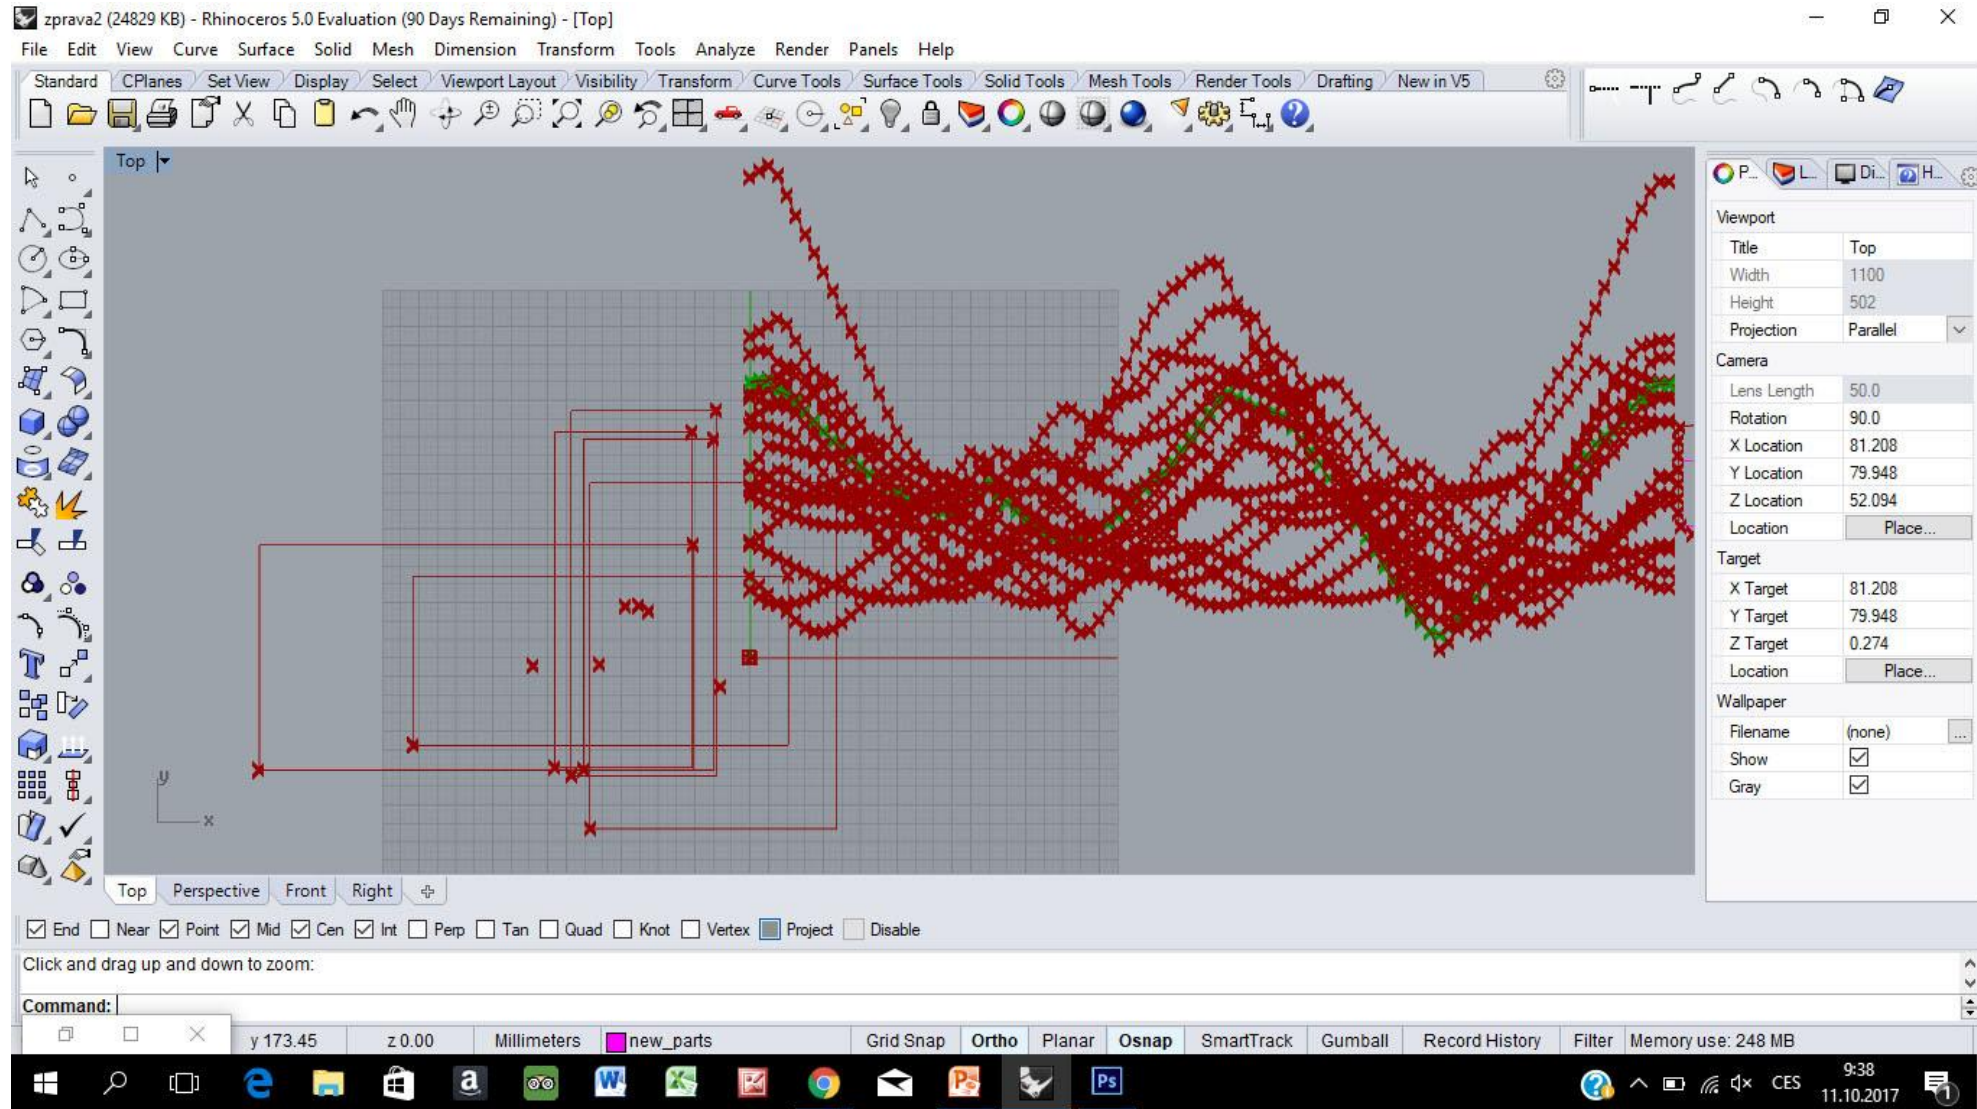 zprava2 (24829 KB) - Rhinoceros 5.0 Evaluation (90 Days Remaining) - [Top]
File Edit View Curve Surface Solid Mesh Dimension Transform Tools Analyze Render Panels Help
Standard CPlanes Set View Display Select Viewport Layout Visibility Transform Curve Tools Surface Tools Solid Tools Mesh Tools Render Tools Drafting New in V5
Top
P... L... Di... H...
Viewport
Title Top
Width 1100
Height 502
Projection Parallel
Camera
Lens Length 50.0
Rotation 90.0
X Location 81.208
Y Location 79.948
Z Location 52.094
Location Place...
Target
X Target 81.208
Y Target 79.948
Z Target 0.274
Location Place...
Wallpaper
Filename (none) ...
Show
Gray
y
x
Top Perspective Front Right
End Near Point Mid Cen Int Perp Tan Quad Knot Vertex Project Disable
Click and drag up and down to zoom:
Command:
y 173.45 z 0.00 Millimeters new_parts Grid Snap Ortho Planar Osnap SmartTrack Gumball Record History Filter Memory use: 248 MB
CES
9:38
11.10.2017
1
Ps